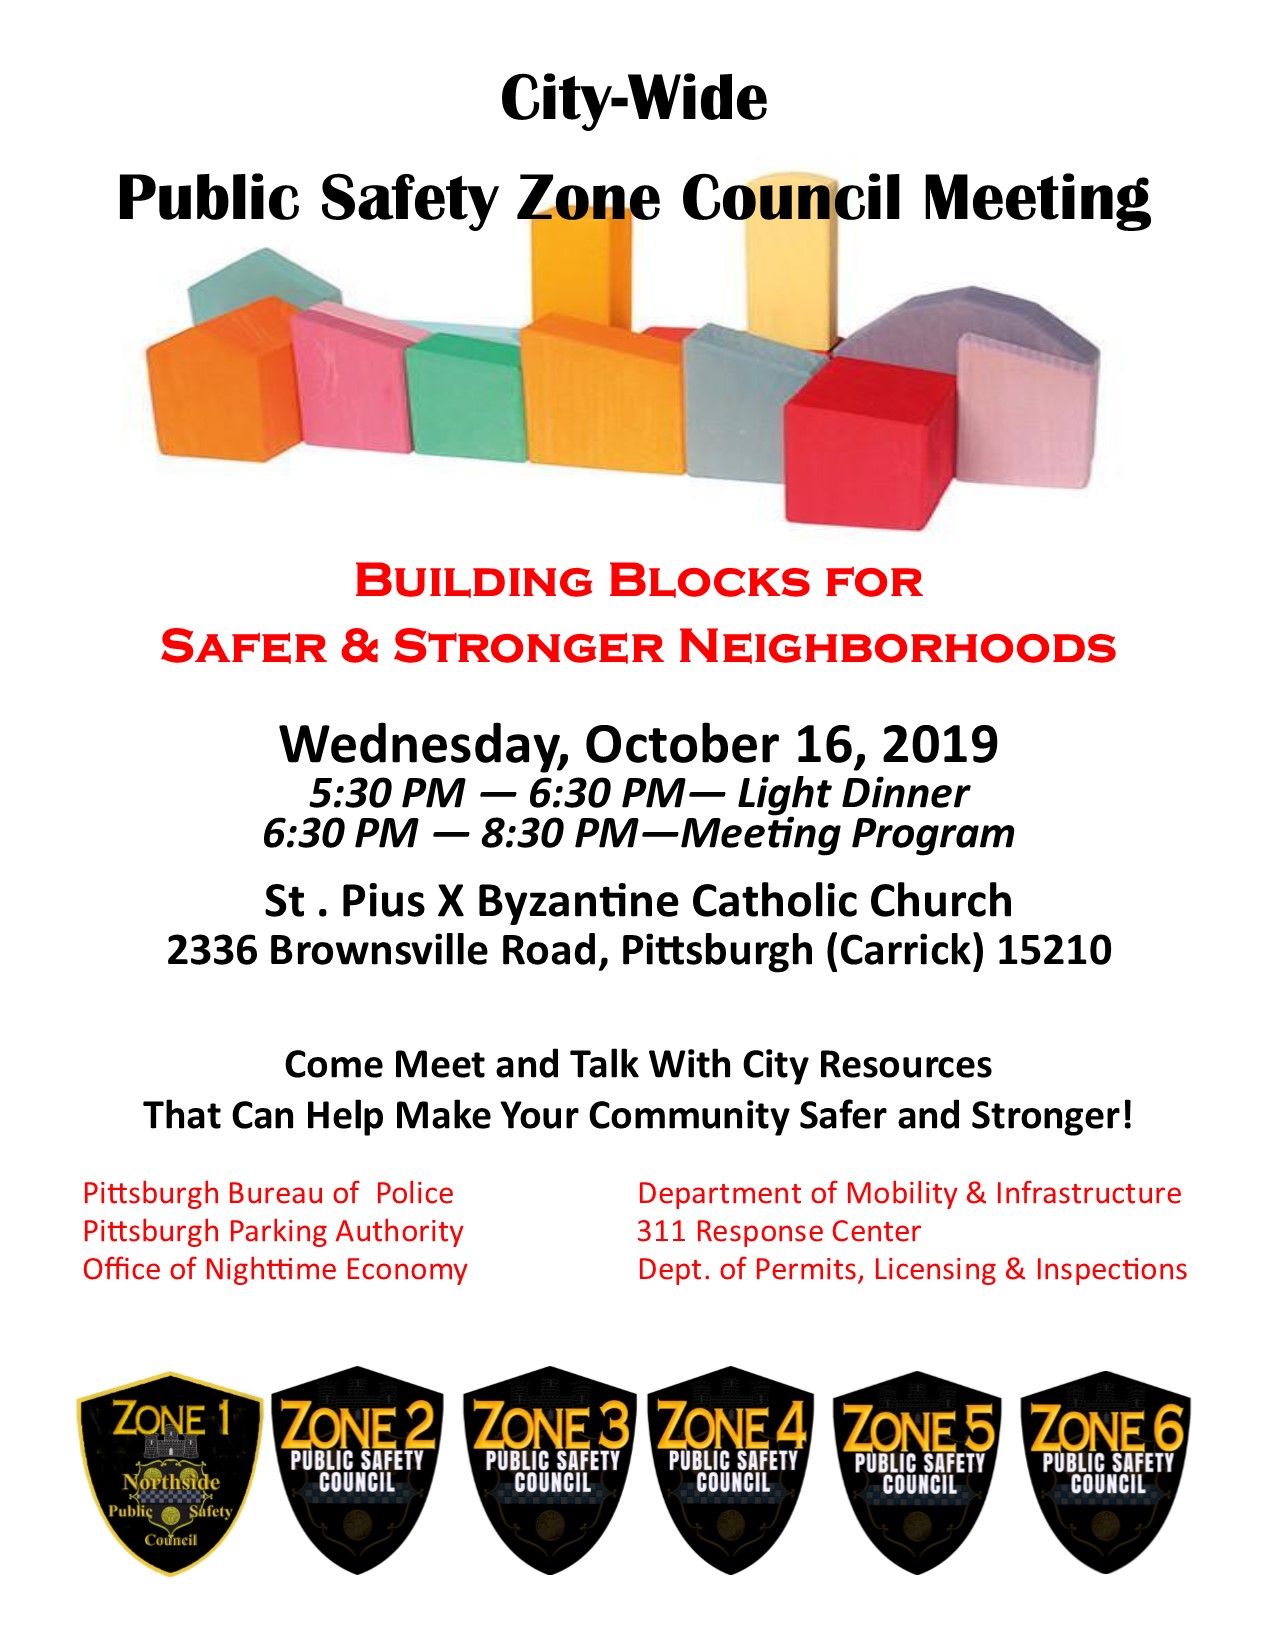 City-Wide
Public Safety Zone Council Meeting
Building Blocks for
Safer & Stronger Neighborhoods
Wednesday, October 16, 2019
5:30 PM — 6:30 PM— Light Dinner
6:30 PM — 8:30 PM—Meeting Program
St . Pius X Byzantine Catholic Church
2336 Brownsville Road, Pittsburgh (Carrick) 15210
Come Meet and Talk With City Resources
That Can Help Make Your Community Safer and Stronger!
Pittsburgh Bureau of  Police
Pittsburgh Parking Authority
Office of Nighttime Economy
Department of Mobility & Infrastructure
311 Response Center
Dept. of Permits, Licensing & Inspections
ZONE 1
Northside
Public Safety
Council
ZONE 2
PUBLIC SAFETY
COUNCIL
ZONE 3
PUBLIC SAFETY
COUNCIL
ZONE 4
PUBLIC SAFETY
COUNCIL
ZONE 5
PUBLIC SAFETY
COUNCIL
ZONE 6
PUBLIC SAFETY
COUNCIL